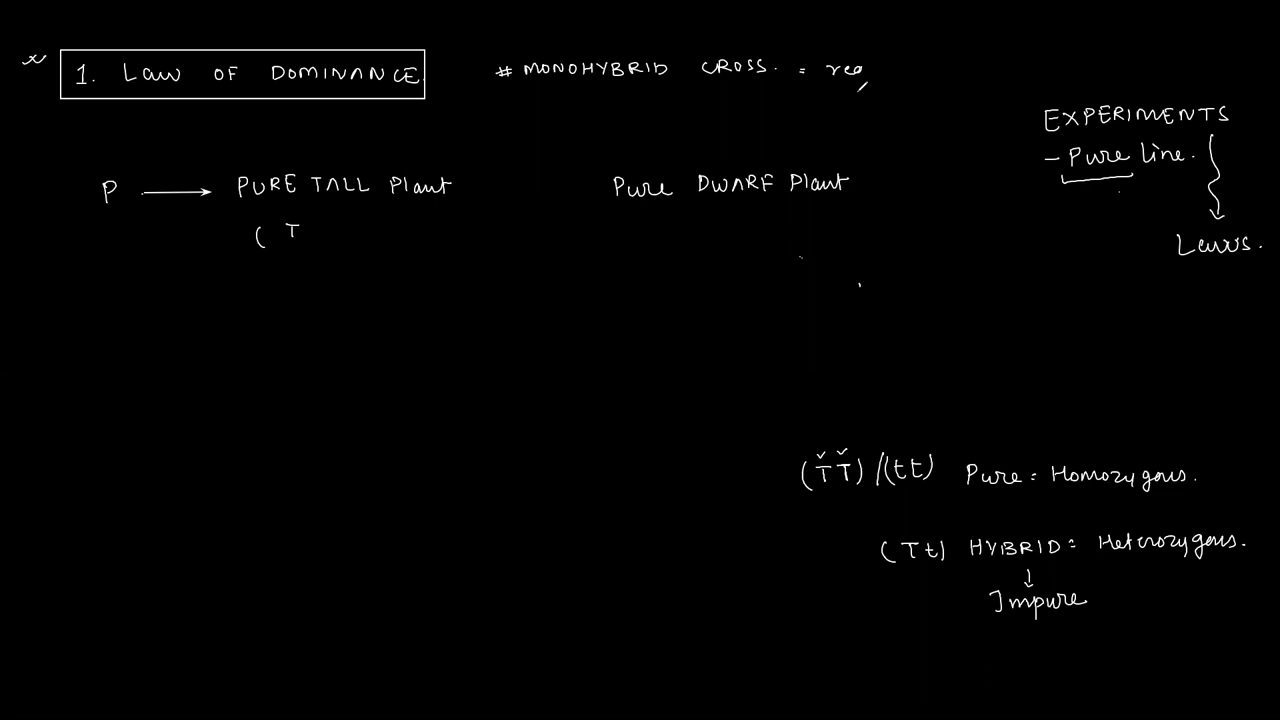 1. LAW OF DOMINANCE # MONOHYBRID CROSS. =
EXPERIMENTS
- Pure line.
P → PURE TALL Plant Pure DWARF Plant
( T
Laws.
(TT) / (tt) Pure = Homozygous.
(Tt) HYBRID = Heterozygous.
↓
Impure